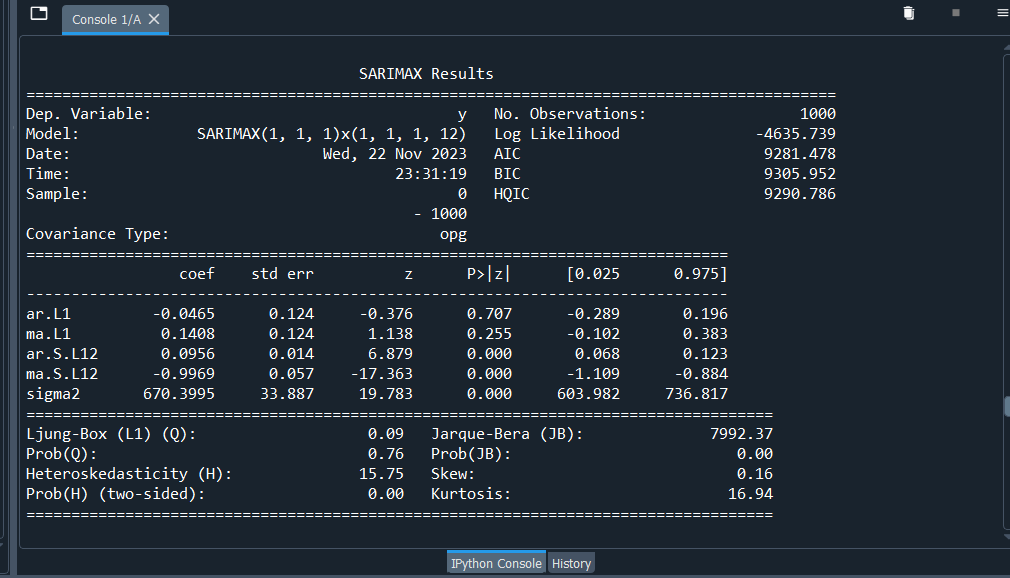 Console 1/A
SARIMAX Results
==========================================================================================
Dep. Variable: y No. Observations: 1000
Model: SARIMAX(1, 1, 1)x(1, 1, 1, 12) Log Likelihood -4635.739
Date: Wed, 22 Nov 2023 AIC 9281.478
Time: 23:31:19 BIC 9305.952
Sample: 0 HQIC 9290.786
- 1000
Covariance Type: opg
==============================================================================
coef std err z P>|z| [0.025 0.975]
------------------------------------------------------------------------------
ar.L1 -0.0465 0.124 -0.376 0.707 -0.289 0.196
ma.L1 0.1408 0.124 1.138 0.255 -0.102 0.383
ar.S.L12 0.0956 0.014 6.879 0.000 0.068 0.123
ma.S.L12 -0.9969 0.057 -17.363 0.000 -1.109 -0.884
sigma2 670.3995 33.887 19.783 0.000 603.982 736.817
===================================================================================
Ljung-Box (L1) (Q): 0.09 Jarque-Bera (JB): 7992.37
Prob(Q): 0.76 Prob(JB): 0.00
Heteroskedasticity (H): 15.75 Skew: 0.16
Prob(H) (two-sided): 0.00 Kurtosis: 16.94
===================================================================================
IPython Console History